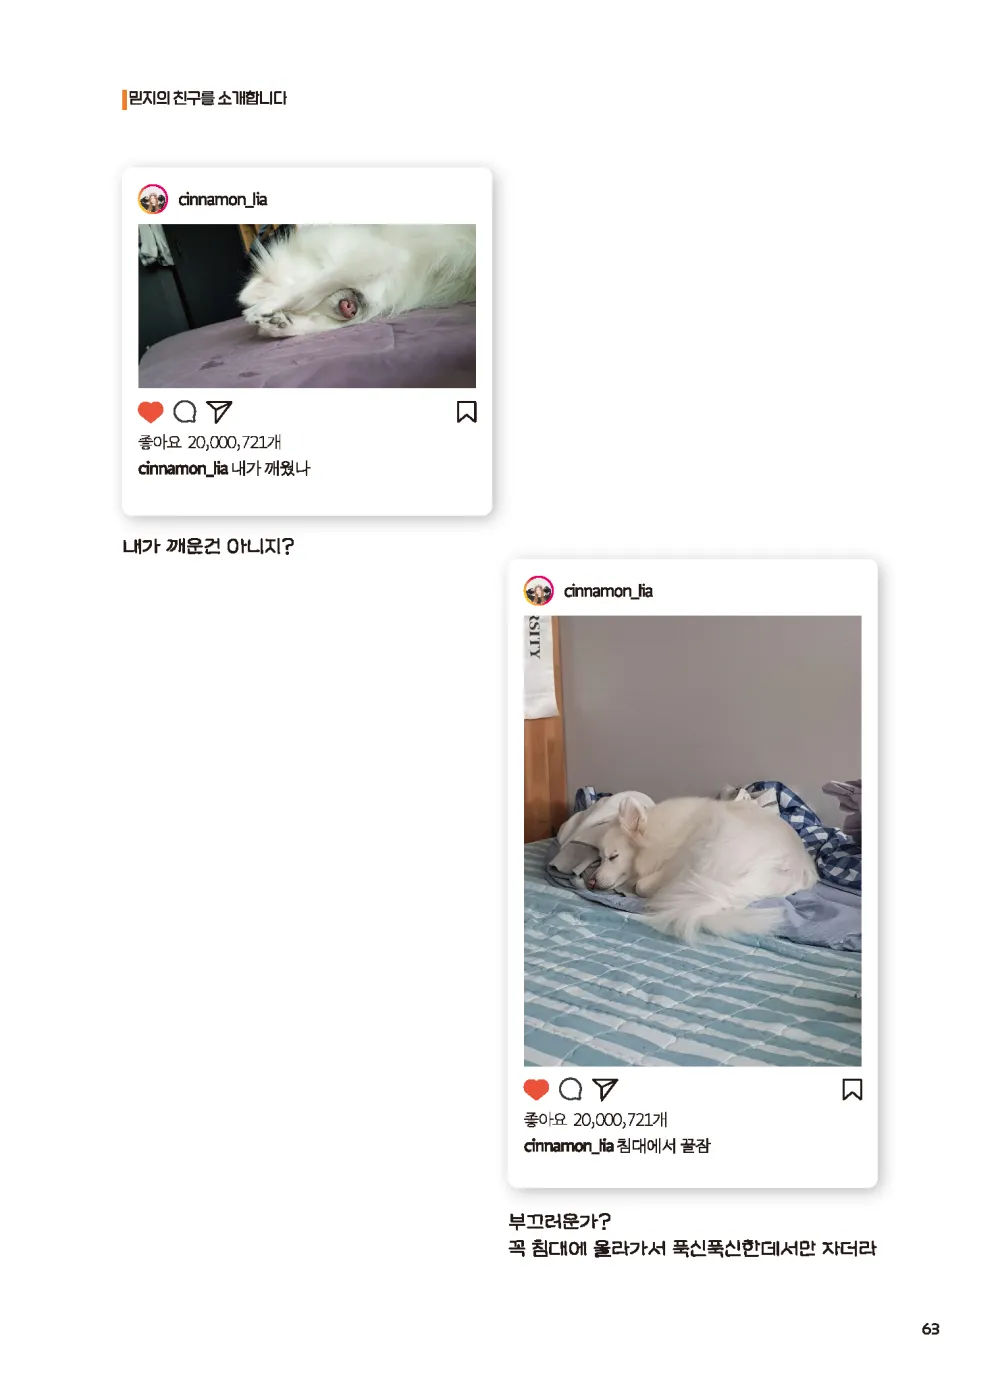 믿지의 친구를 소개합니다
cinnamon_lia
좋아요 20,000,721개
cinnamon_lia 내가 깨웠나
내가 깨운건 아니지?
cinnamon_lia
RSITY
좋아요 20,000,721개
cinnamon_lia 침대에서 꿀잠
부끄러운가?
꼭 침대에 올라가서 푹신푹신한데서만 자더라
63